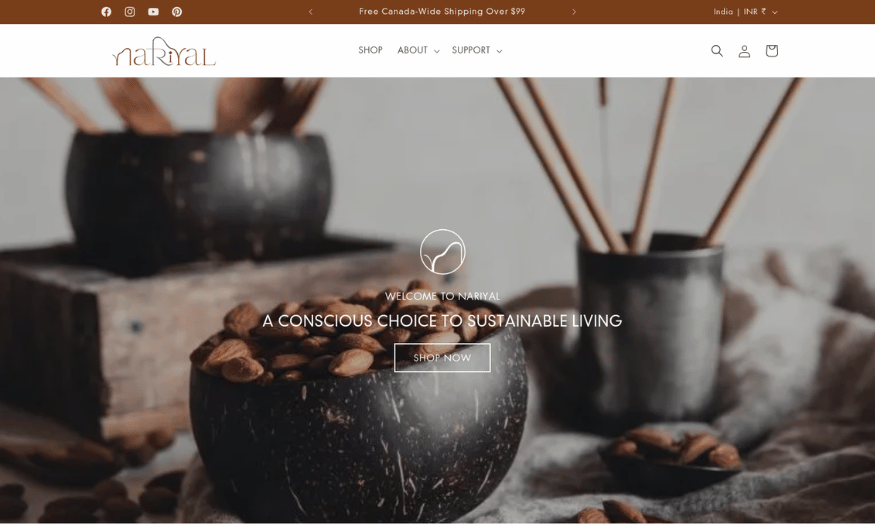 Free Canada-Wide Shipping Over $99
India | INR ₹
NARIYAL
SHOP
ABOUT
SUPPORT
WELCOME TO NARIYAL
A CONSCIOUS CHOICE TO SUSTAINABLE LIVING
SHOP NOW